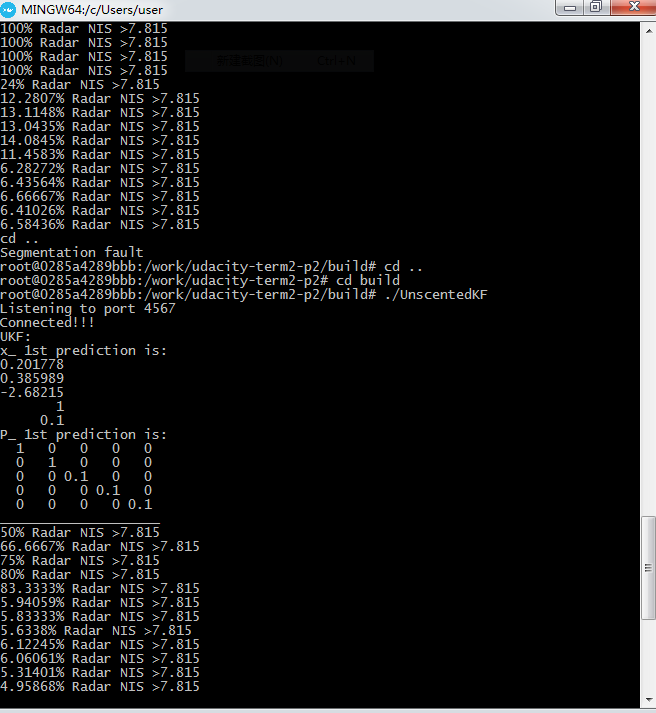 MINGW64:/c/Users/user
100% Radar NIS >7.815
100% Radar NIS >7.815
100% Radar NIS >7.815
100% Radar NIS >7.815
新建截图(N) Ctrl+N
24% Radar NIS >7.815
12.2807% Radar NIS >7.815
13.1148% Radar NIS >7.815
13.0435% Radar NIS >7.815
14.0845% Radar NIS >7.815
11.4583% Radar NIS >7.815
6.28272% Radar NIS >7.815
6.43564% Radar NIS >7.815
6.66667% Radar NIS >7.815
6.41026% Radar NIS >7.815
6.58436% Radar NIS >7.815
cd ..
Segmentation fault
root@0285a4289bbb:/work/udacity-term2-p2/build# cd ..
root@0285a4289bbb:/work/udacity-term2-p2# cd build
root@0285a4289bbb:/work/udacity-term2-p2/build# ./UnscentedKF
Listening to port 4567
Connected!!!
UKF:
x_ 1st prediction is:
0.201778
0.385989
-2.68215
1
0.1
P_ 1st prediction is:
1 0 0 0 0
0 1 0 0 0
0 0 0.1 0 0
0 0 0 0.1 0
0 0 0 0 0.1
____________________
50% Radar NIS >7.815
66.6667% Radar NIS >7.815
75% Radar NIS >7.815
80% Radar NIS >7.815
83.3333% Radar NIS >7.815
5.94059% Radar NIS >7.815
5.83333% Radar NIS >7.815
5.6338% Radar NIS >7.815
6.12245% Radar NIS >7.815
6.06061% Radar NIS >7.815
5.31401% Radar NIS >7.815
4.95868% Radar NIS >7.815